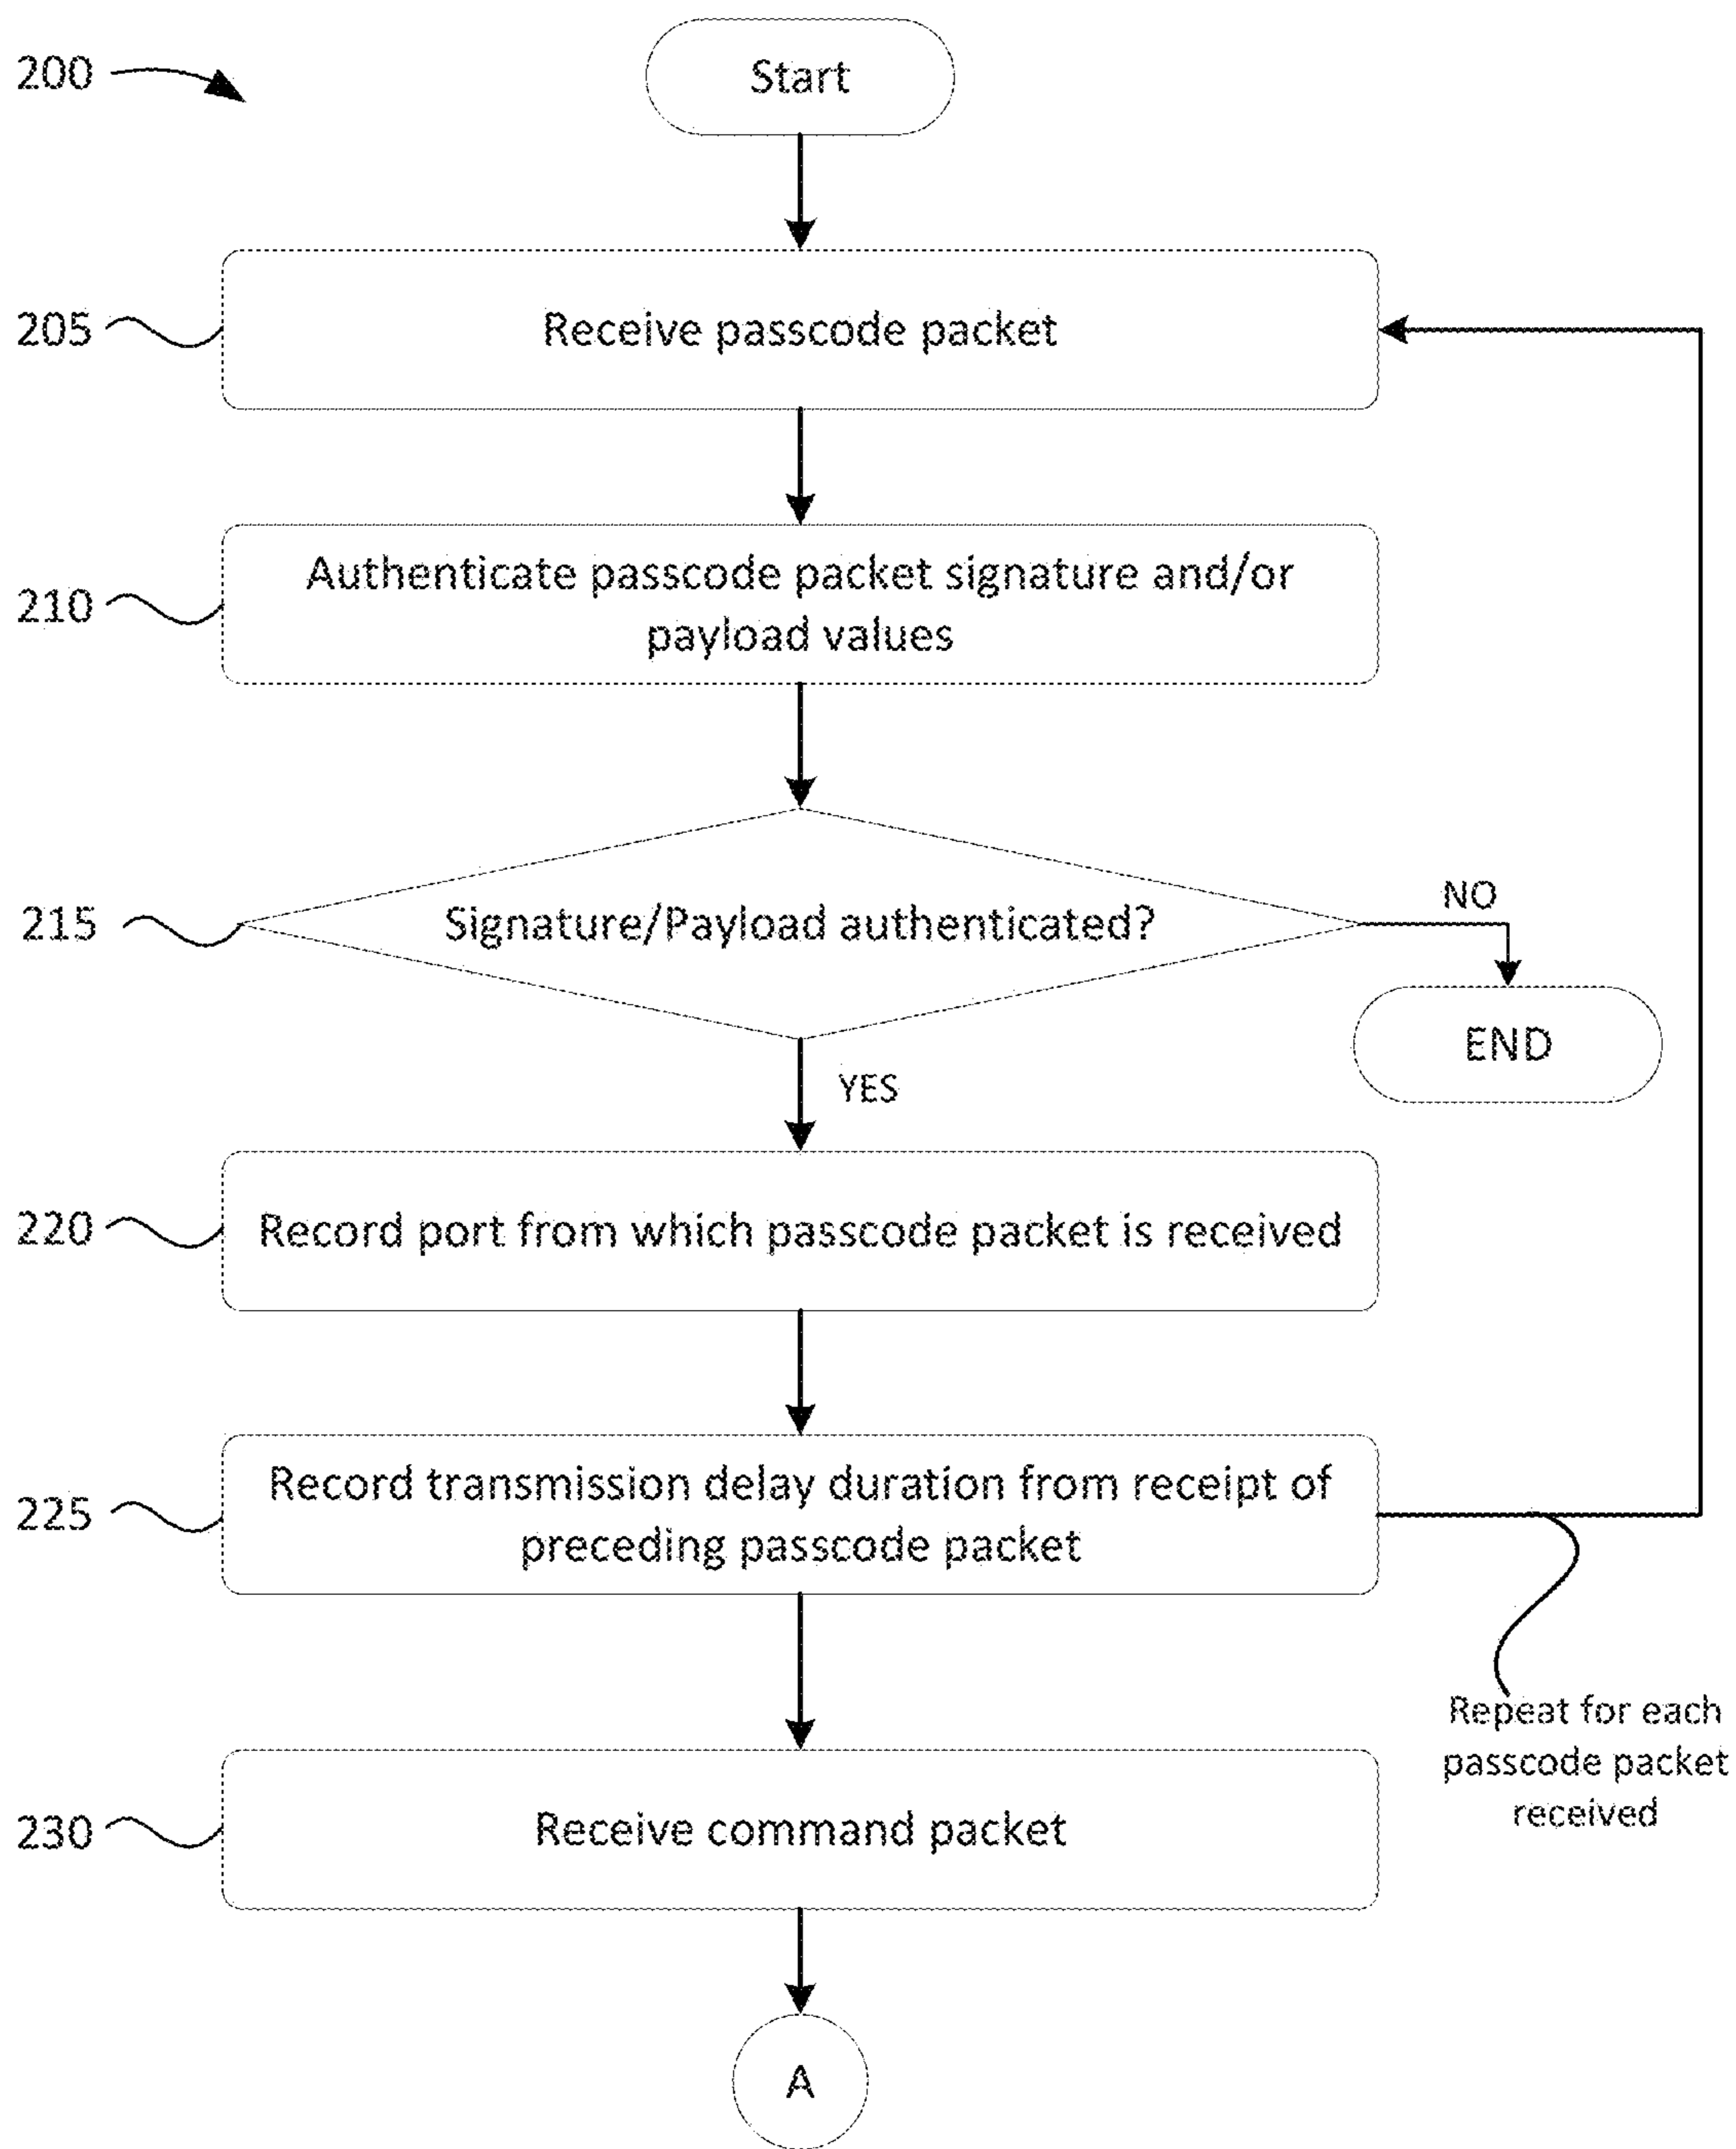 200
Start
205
Receive passcode packet
210
Authenticate passcode packet signature and/or
payload values
215
Signature/Payload authenticated?
NO
END
YES
220
Record port from which passcode packet is received
225
Record transmission delay duration from receipt of
preceding passcode packet
Repeat for each
passcode packet
received
230
Receive command packet
A